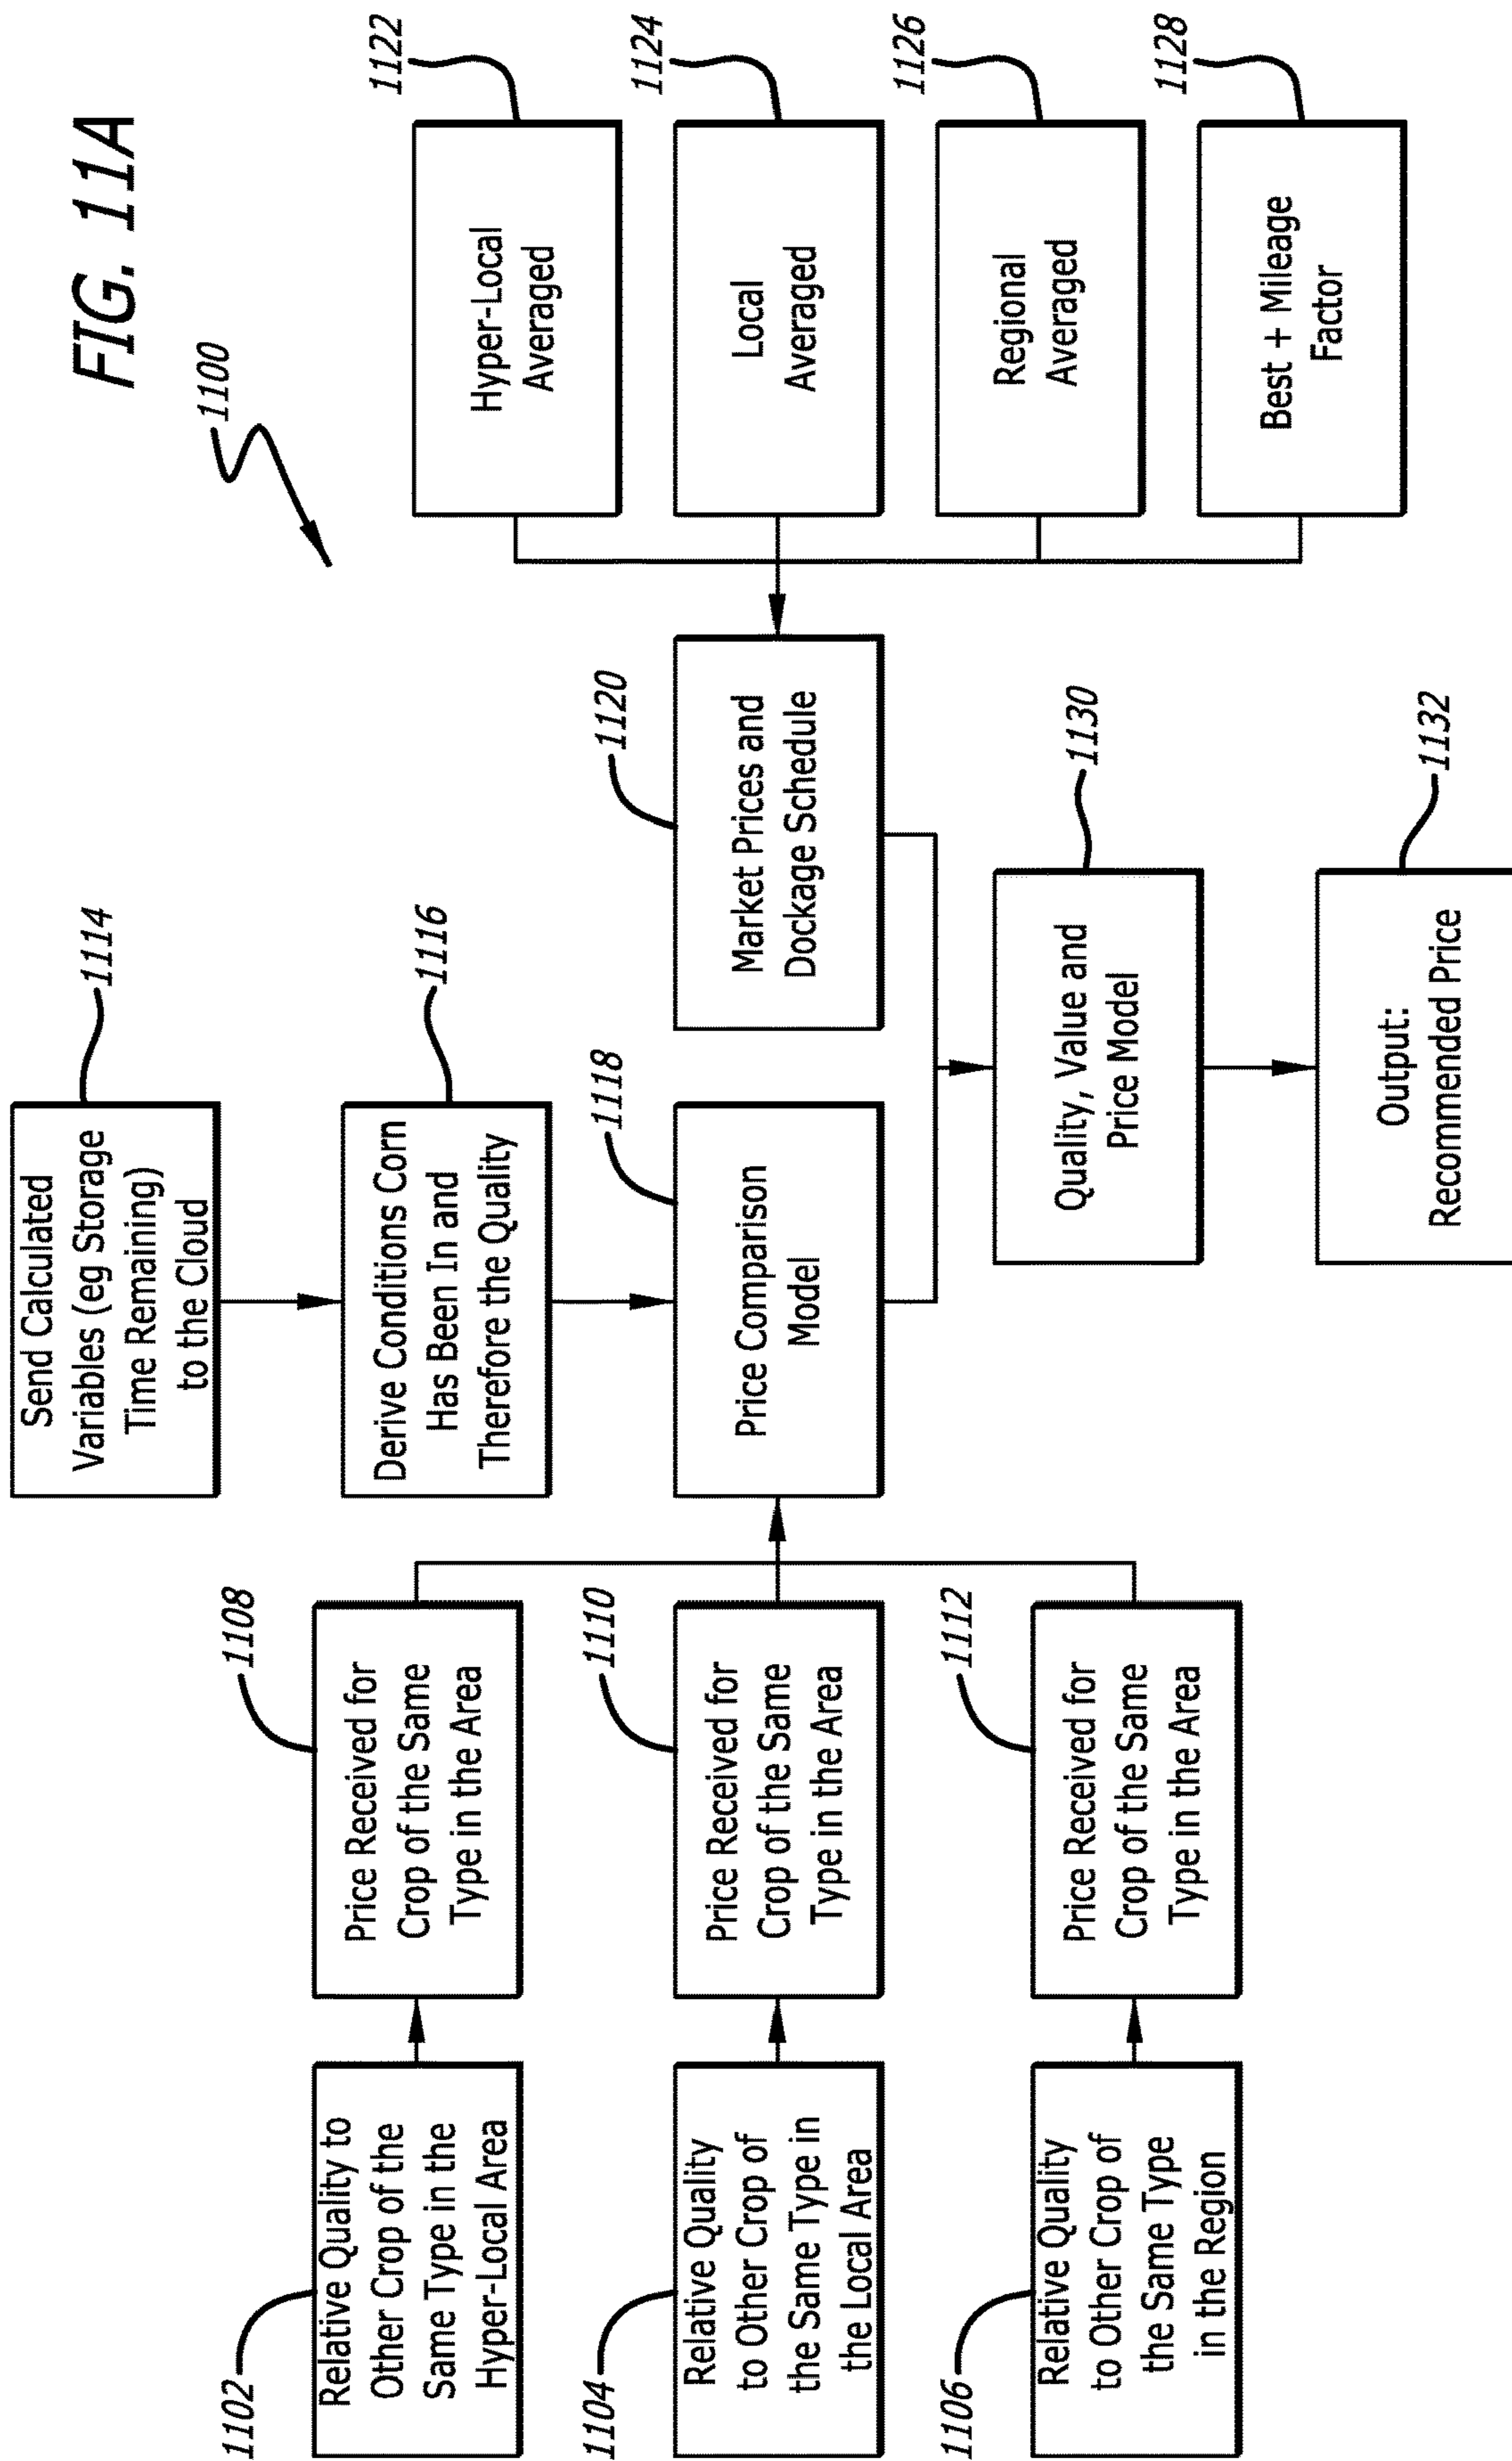 FIG. 11A
1100
1114
Send Calculated
Variables (eg Storage
Time Remaining)
to the Cloud
1116
Derive Conditions Corn
Has Been In and
Therefore the Quality
1102
Relative Quality to
Other Crop of the
Same Type in the
Hyper-Local Area
1108
Price Received for
Crop of the Same
Type in the Area
1104
Relative Quality
to Other Crop of
the Same Type in
the Local Area
1110
Price Received for
Crop of the Same
Type in the Area
1106
Relative Quality
to Other Crop of
the Same Type
in the Region
1112
Price Received for
Crop of the Same
Type in the Area
1118
Price Comparison
Model
1120
Market Prices and
Dockage Schedule
1122
Hyper-Local
Averaged
1124
Local
Averaged
1126
Regional
Averaged
1128
Best + Mileage
Factor
1130
Quality, Value and
Price Model
1132
Output:
Recommended Price